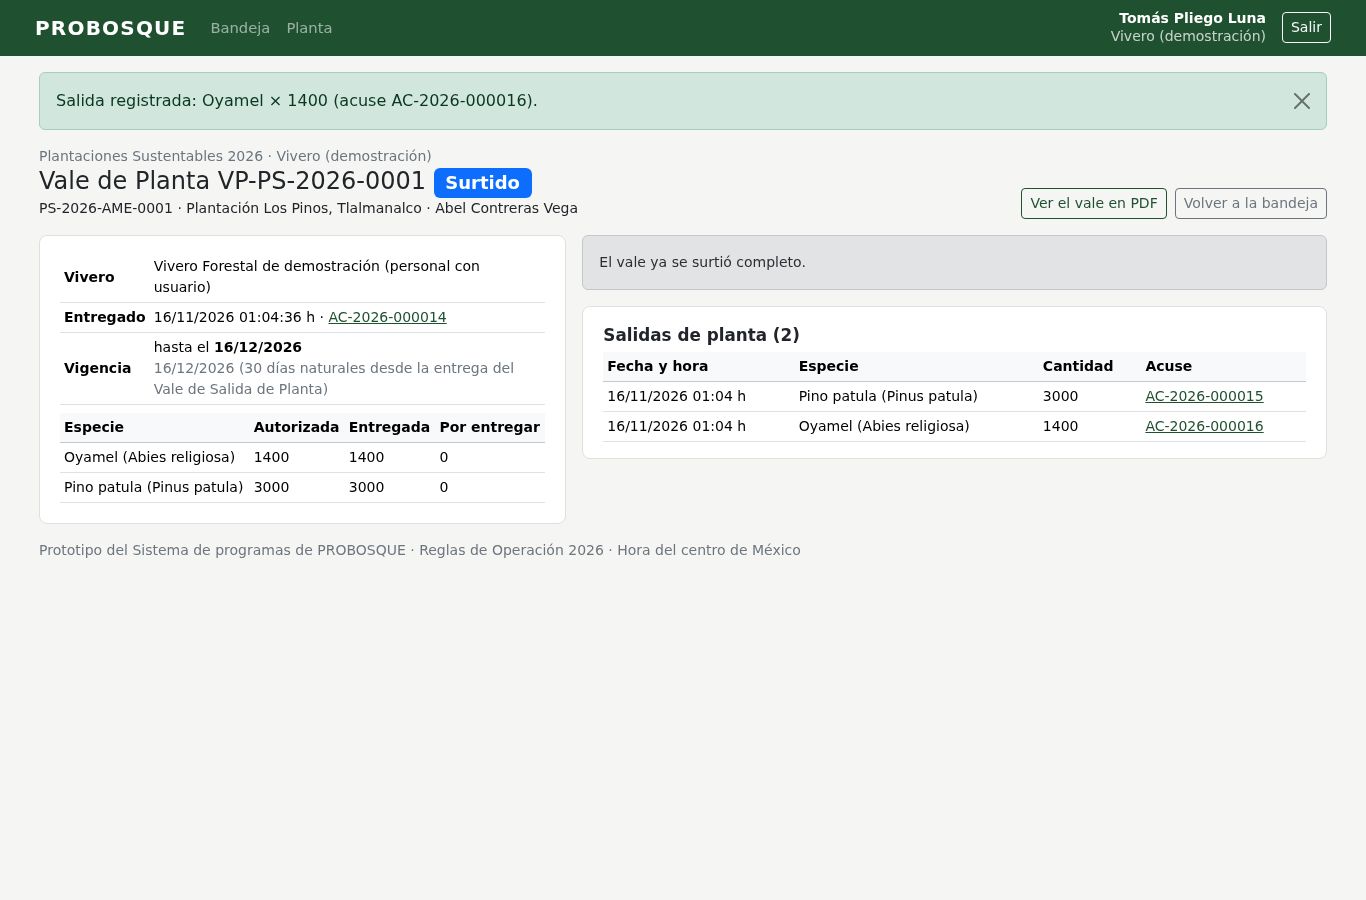 PROBOSQUE Bandeja Planta
Tomás Pliego Luna
Vivero (demostración)
Salir
Salida registrada: Oyamel × 1400 (acuse AC-2026-000016).
Plantaciones Sustentables 2026 · Vivero (demostración)
Vale de Planta VP-PS-2026-0001 Surtido
PS-2026-AME-0001 · Plantación Los Pinos, Tlalmanalco · Abel Contreras Vega
Ver el vale en PDF Volver a la bandeja
Vivero Vivero Forestal de demostración (personal con
usuario)
Entregado 16/11/2026 01:04:36 h · AC-2026-000014
Vigencia hasta el 16/12/2026
16/12/2026 (30 días naturales desde la entrega del
Vale de Salida de Planta)
Especie Autorizada Entregada Por entregar
Oyamel (Abies religiosa) 1400 1400 0
Pino patula (Pinus patula) 3000 3000 0
El vale ya se surtió completo.
Salidas de planta (2)
Fecha y hora Especie Cantidad Acuse
16/11/2026 01:04 h Pino patula (Pinus patula) 3000 AC-2026-000015
16/11/2026 01:04 h Oyamel (Abies religiosa) 1400 AC-2026-000016
Prototipo del Sistema de programas de PROBOSQUE · Reglas de Operación 2026 · Hora del centro de México